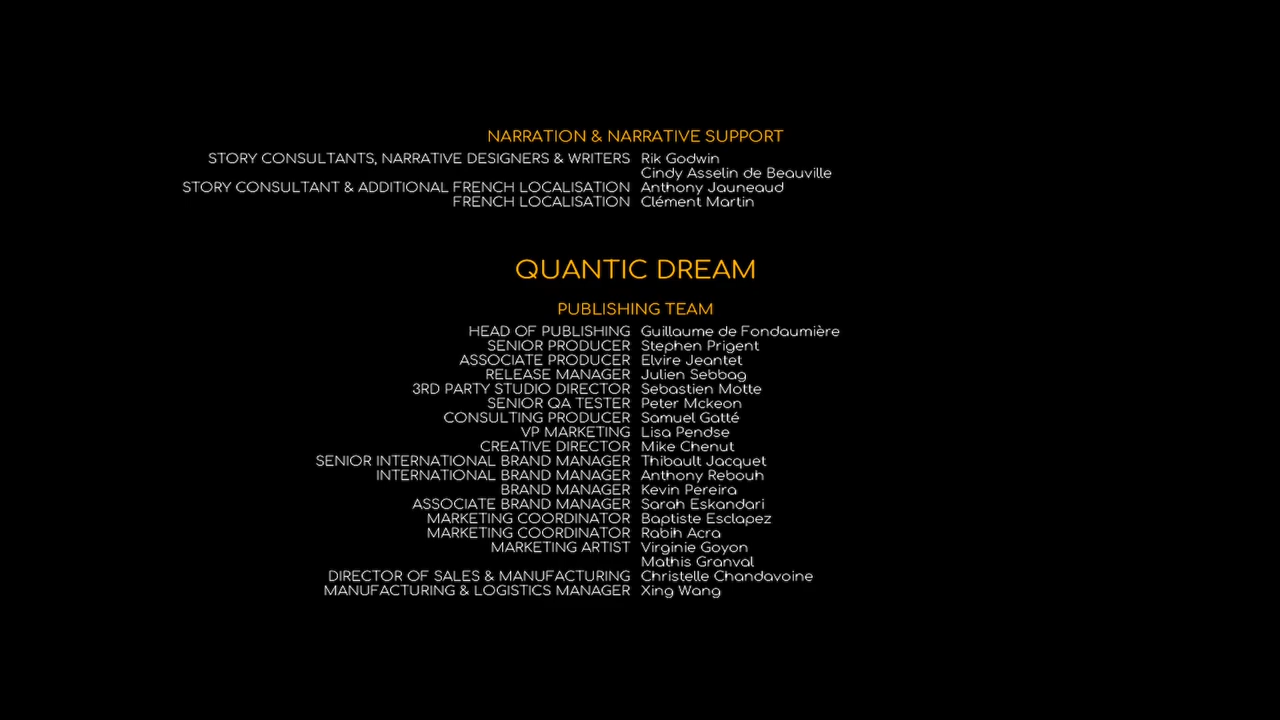 NARRATION & NARRATIVE SUPPORT
STORY CONSULTANTS, NARRATIVE DESIGNERS & WRITERS Rik Godwin
Cindy Asselin de Beauville
STORY CONSULTANT & ADDITIONAL FRENCH LOCALISATION Anthony Jauneaud
FRENCH LOCALISATION Clément Martin
QUANTIC DREAM
PUBLISHING TEAM
HEAD OF PUBLISHING Guillaume de Fondaumière
SENIOR PRODUCER Stephen Prigent
ASSOCIATE PRODUCER Elvire Jeantet
RELEASE MANAGER Julien Sebbag
3RD PARTY STUDIO DIRECTOR Sebastien Motte
SENIOR QA TESTER Peter Mckeon
CONSULTING PRODUCER Samuel Gatté
VP MARKETING Lisa Pendse
CREATIVE DIRECTOR Mike Chenut
SENIOR INTERNATIONAL BRAND MANAGER Thibault Jacquet
INTERNATIONAL BRAND MANAGER Anthony Rebouh
BRAND MANAGER Kevin Pereira
ASSOCIATE BRAND MANAGER Sarah Eskandari
MARKETING COORDINATOR Baptiste Esclapez
MARKETING COORDINATOR Rabih Acra
MARKETING ARTIST Virginie Goyon
Mathis Granval
DIRECTOR OF SALES & MANUFACTURING Christelle Chandavoine
MANUFACTURING & LOGISTICS MANAGER Xing Wang